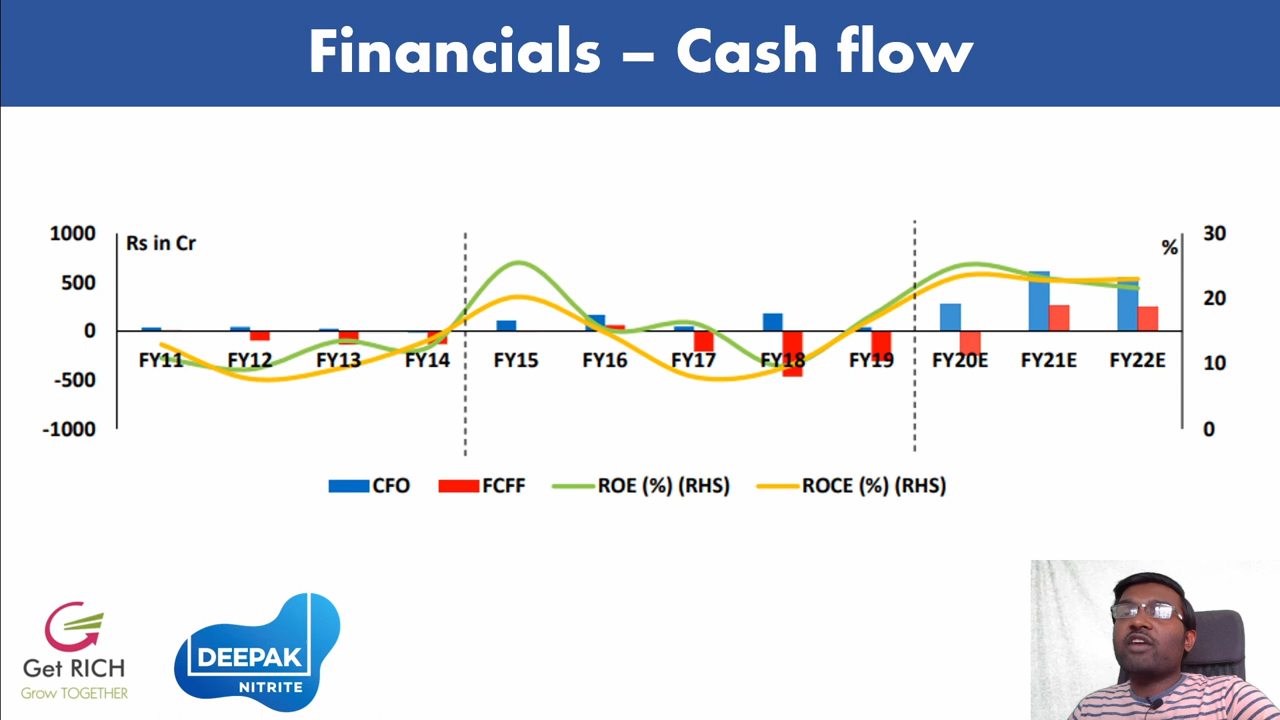 Financials – Cash flow
1000 Rs in Cr % 30
500 20
0
FY11 FY12 FY13 FY14 FY15 FY16 FY17 FY18 FY19 FY20E FY21E FY22E 10
-500
-1000 0
CFO FCFF ROE (%) (RHS) ROCE (%) (RHS)
Get RICH
Grow TOGETHER
DEEPAK
NITRITE